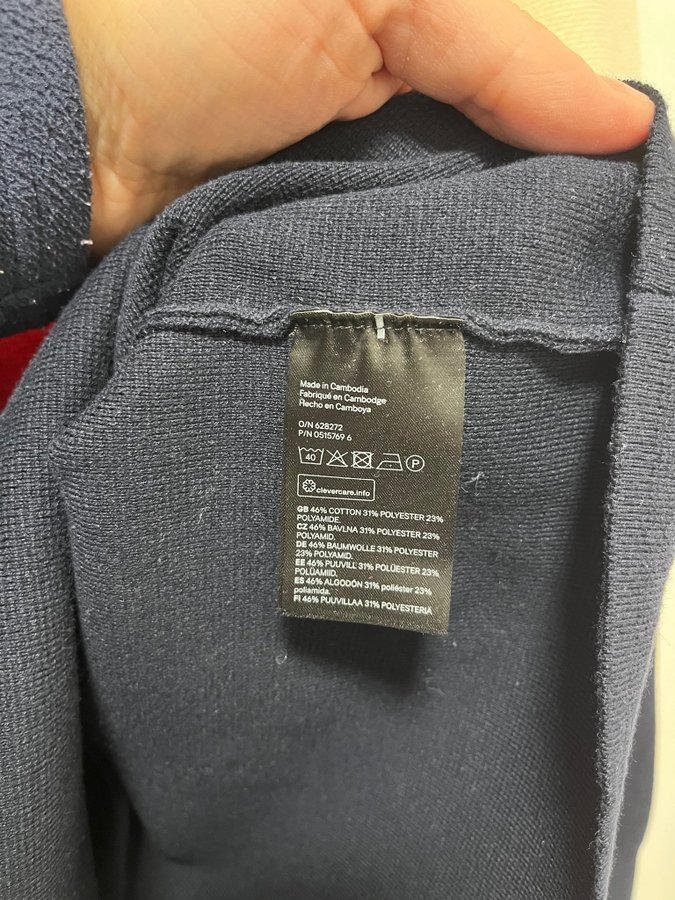 Made in Cambodia
Fabriqué en Cambodge
Hecho en Camboya
O/N 628272
P/N 0515769 6
40 P
clevercare.info
GB 46% COTTON 31% POLYESTER 23%
POLYAMIDE.
CZ 46% BAVLNA 31% POLYESTER 23%
POLYAMID.
DE 46% BAUMWOLLE 31% POLYESTER
23% POLYAMID.
EE 46% PUUVILL 31% POLÜESTER 23%
POLÜAMIID.
ES 46% ALGODÓN 31% poliéster 23%
poliamida.
FI 46% PUUVILLAA 31% POLYESTERIÄ